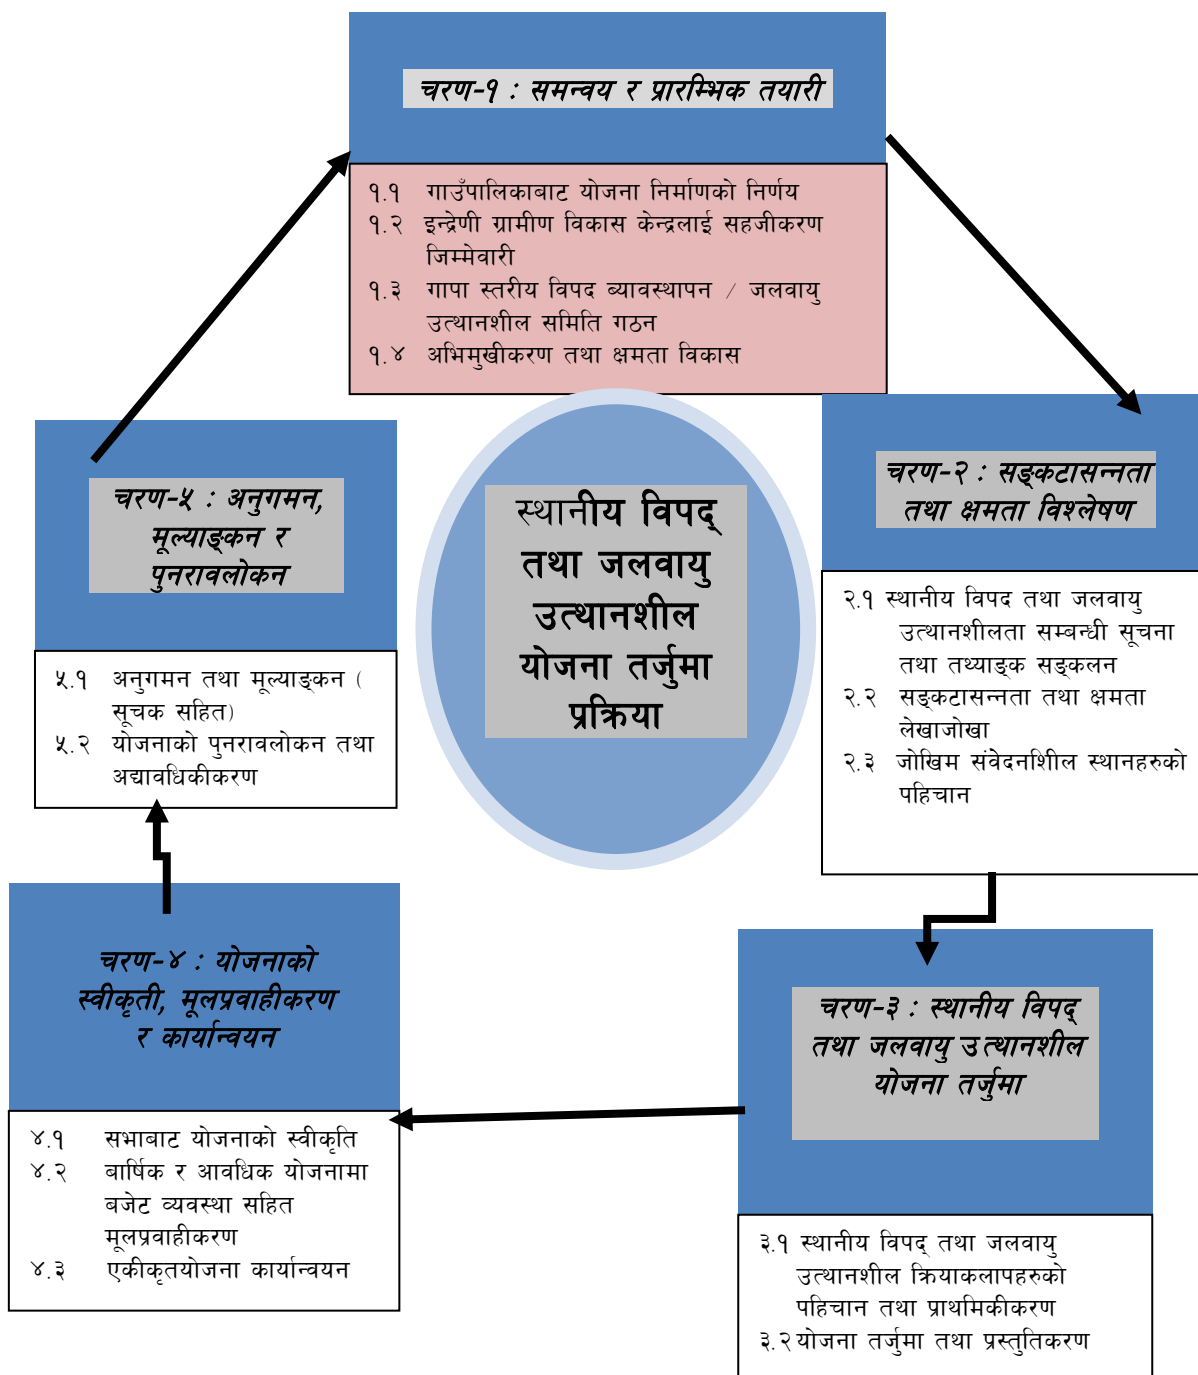 चरण-१ : समन्वय र प्रारम्भिक तयारी
१.१ गाउँपालिकाबाट योजना निर्माणको निर्णय
१.२ इन्द्रेणी ग्रामीण विकास केन्द्रलाई सहजीकरण
जिम्मेवारी
१.३ गापा स्तरीय विपद ब्यावस्थापन / जलवायु
उत्थानशील समिति गठन
१.४ अभिमुखीकरण तथा क्षमता विकास
चरण-२ : सङ्कटासन्नता
तथा क्षमता विश्लेषण
२.१ स्थानीय विपद तथा जलवायु
उत्थानशीलता सम्बन्धी सूचना
तथा तथ्याङ्क सङ्कलन
२.२ सङ्कटासन्नता तथा क्षमता
लेखाजोखा
२.३ जोखिम संवेदनशिील स्थानहरुको
पहिचान
चरण-३ : स्थानीय विपद्
तथा जलवायु उत्थानशील
योजना तर्जुमा
३.१ स्थानीय विपद् तथा जलवायु
उत्थानशील क्रियाकलापहरुको
पहिचान तथा प्राथमिकीकरण
३.२ योजना तर्जुमा तथा प्रस्तुतिकरण
चरण-४ : योजनाको
स्वीकृती, मूलप्रवाहीकरण
र कार्यान्वयन
४.१ सभाबाट योजनाको स्वीकृति
४.२ बार्षिक र आवधिक योजनामा
बजेट व्यवस्था सहित
मूलप्रवाहीकरण
४.३ एकीकृतयोजना कार्यान्वयन
चरण-५ : अनुगमन,
मूल्याङ्कन र
पुनरावलोकन
५.१ अनुगमन तथा मूल्याङ्कन (
सूचक सहित)
५.२ योजनाको पुनरावलोकन तथा
अद्यावधिकीकरण
स्थानीय विपद्
तथा जलवायु
उत्थानशील
योजना तर्जुमा
प्रक्रिया